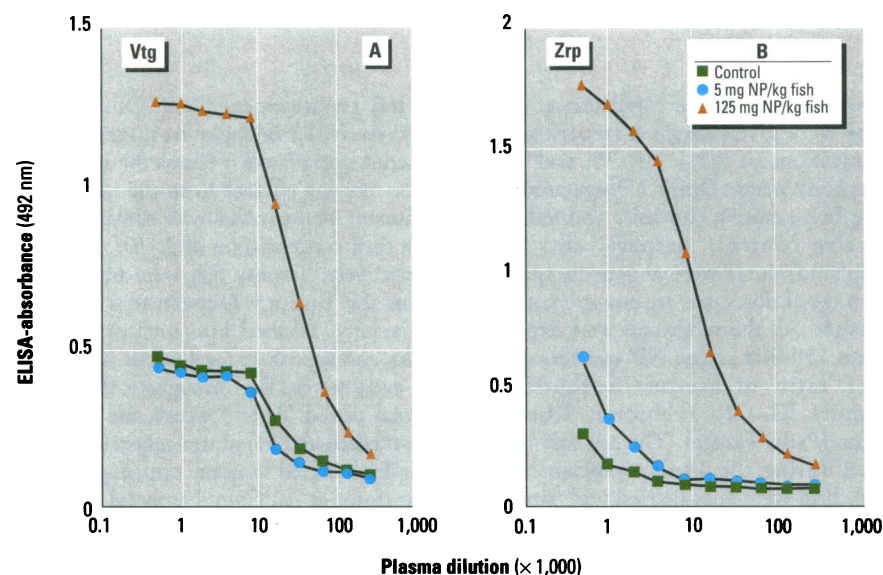 1.5
Vtg
A
1
0.5
0
0.1
1
10
100
1,000
ELISA-absorbance (492 nm)
2
Zrp
B
Control
5 mg NP/kg fish
125 mg NP/kg fish
1.5
1
0.5
0
0.1
1
10
100
1,000
Plasma dilution (× 1,000)